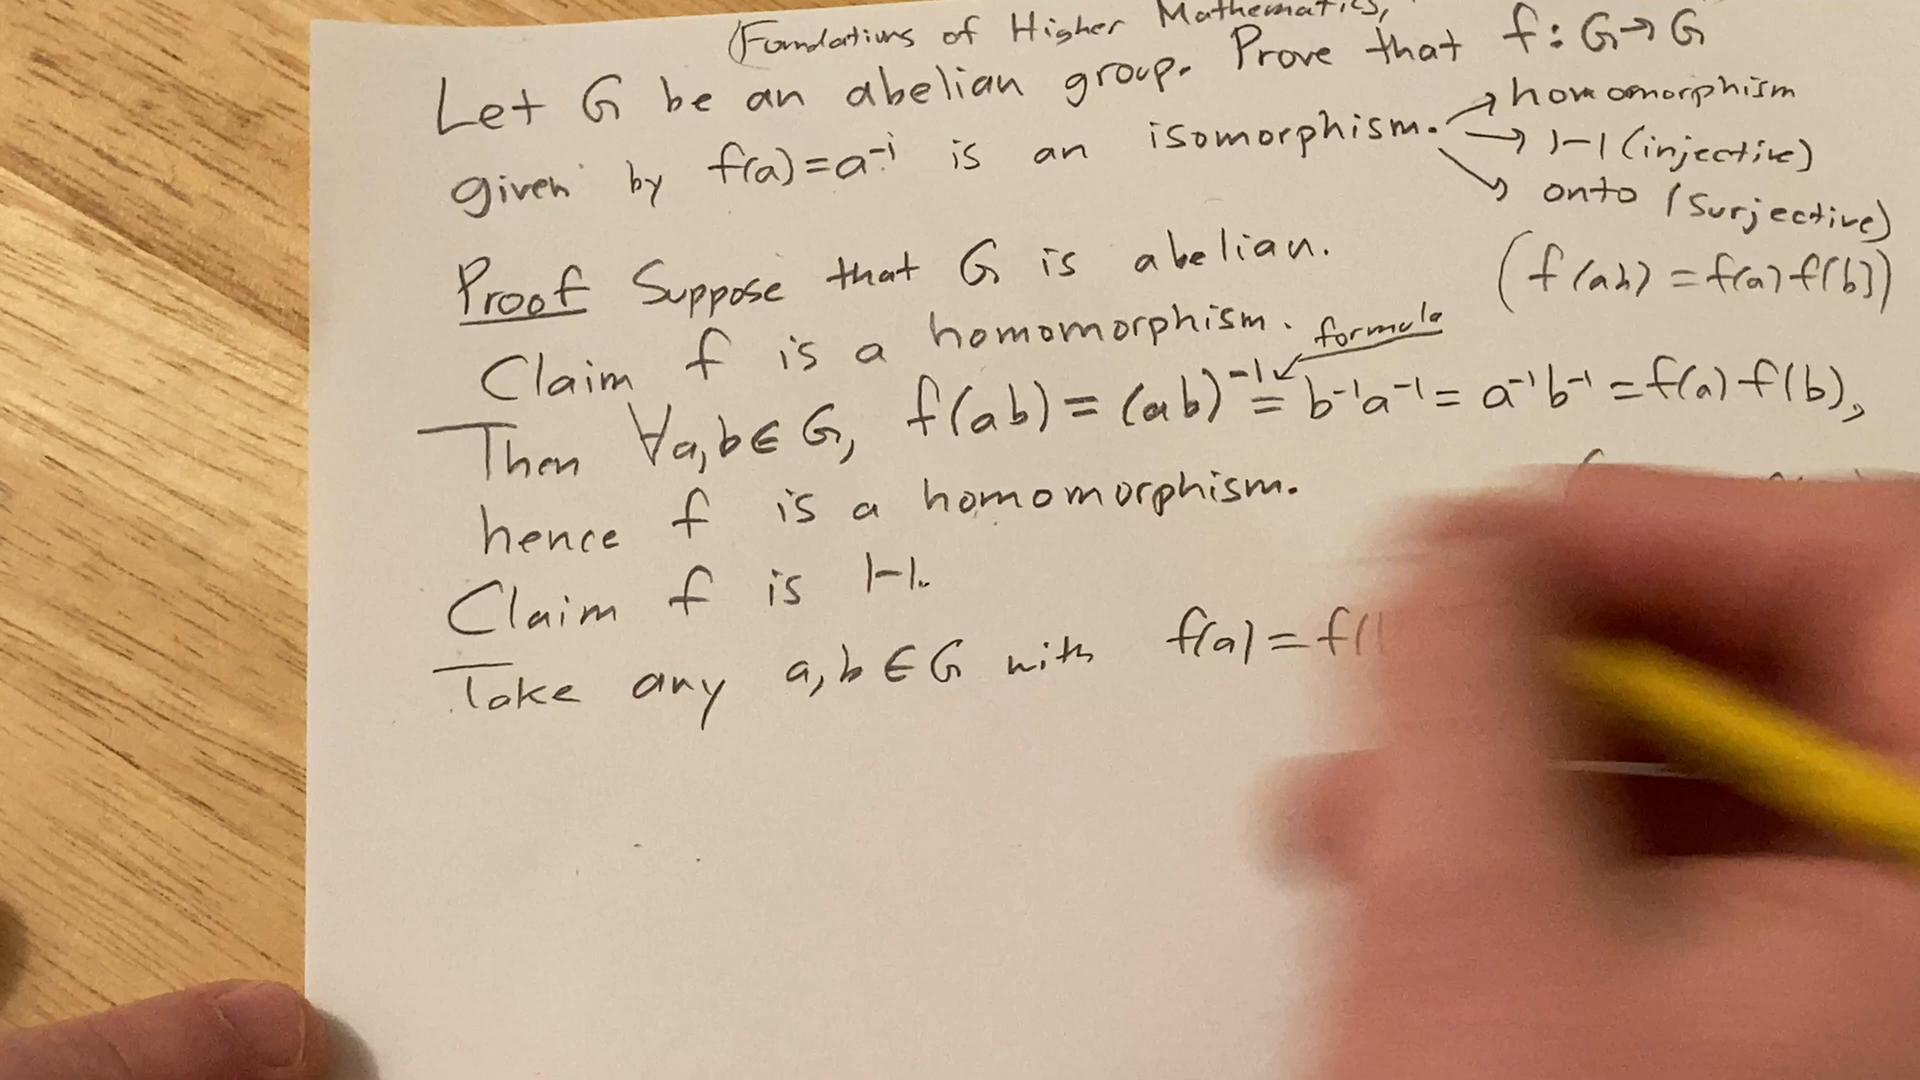 (Foundations of Higher Mathematics,
Let G be an abelian group. Prove that f: G→G
given by f(a)=a⁻¹ is an isomorphism. → homomorphism
→ 1-1 (injective)
→ onto (surjective)
Proof Suppose that G is abelian.
(f(ab) = f(a)f(b))
Claim f is a homomorphism.
formula
Then ∀a,b∈G, f(ab) = (ab)⁻¹ = b⁻¹a⁻¹ = a⁻¹b⁻¹ = f(a)f(b),
hence f is a homomorphism.
Claim f is 1-1.
Take any a,b∈G with f(a)=f(